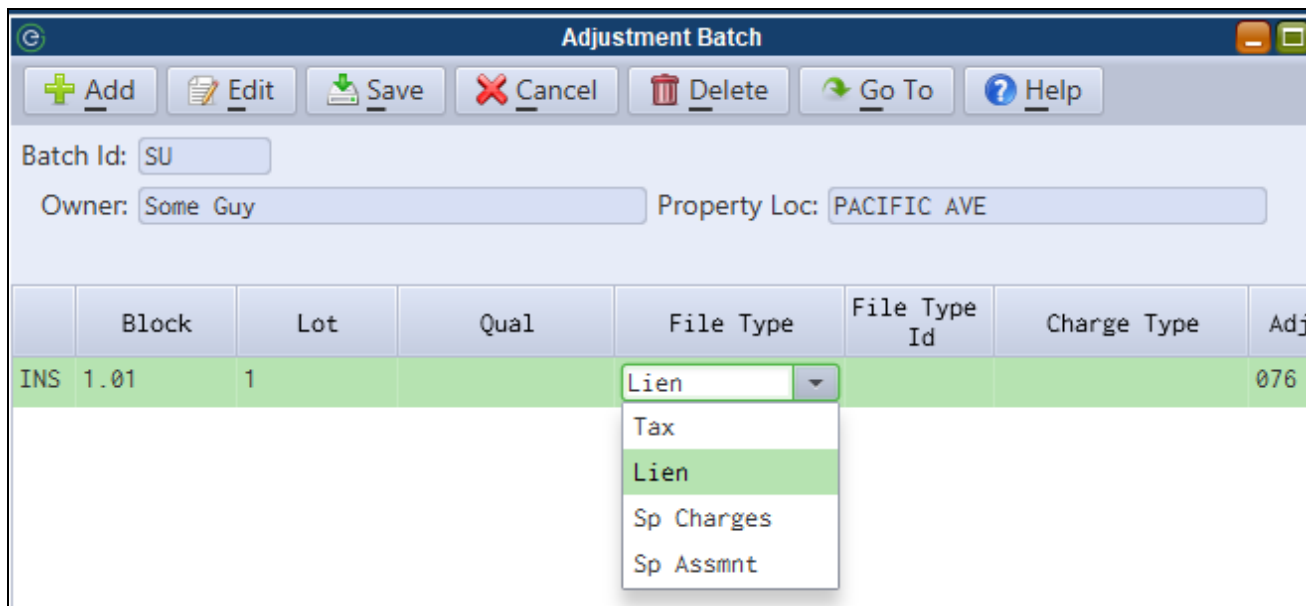 Adjustment Batch
Add Edit Save Cancel Delete Go To Help
Batch Id: SU
Owner: Some Guy Property Loc: PACIFIC AVE
Block Lot Qual File Type File Type Id Charge Type Adj
INS 1.01 1 Lien 076
Tax
Lien
Sp Charges
Sp Assmnt